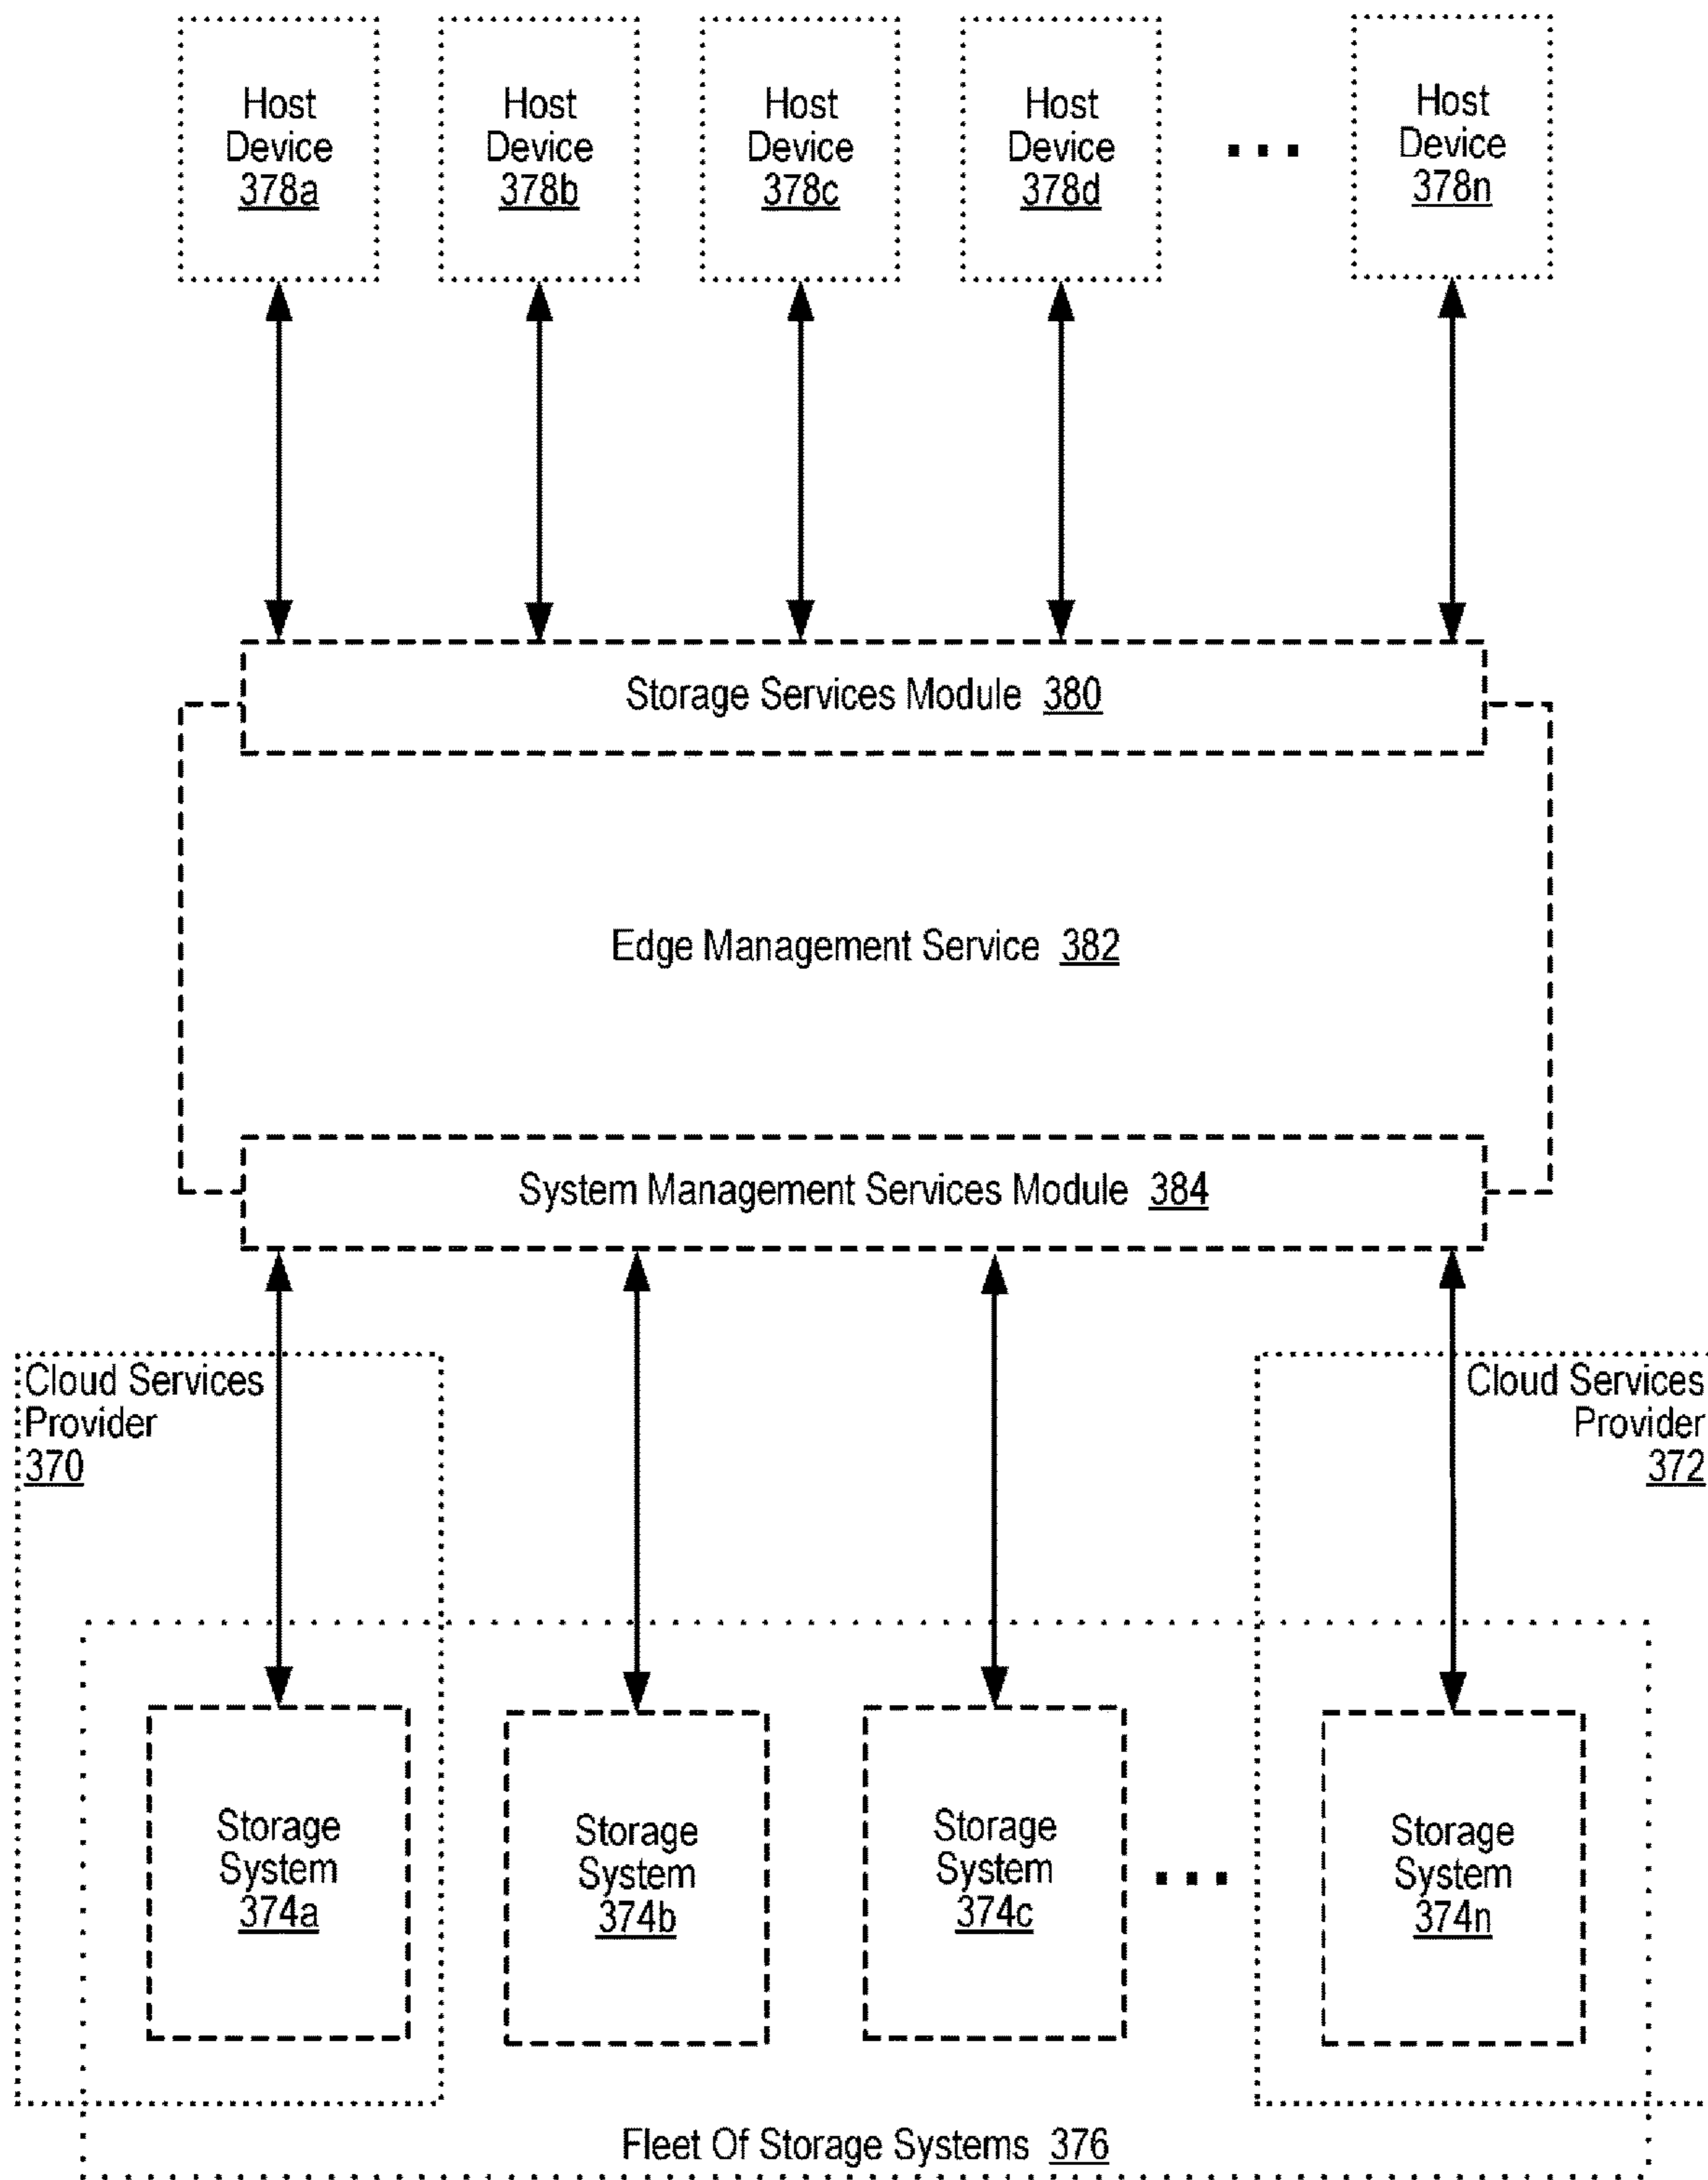 Host
Device
378a
Host
Device
378b
Host
Device
378c
Host
Device
378d
...
Host
Device
378n
Storage Services Module 380
Edge Management Service 382
System Management Services Module 384
Cloud Services
Provider
370
Cloud Services
Provider
372
Storage
System
374a
Storage
System
374b
Storage
System
374c
...
Storage
System
374n
Fleet Of Storage Systems 376